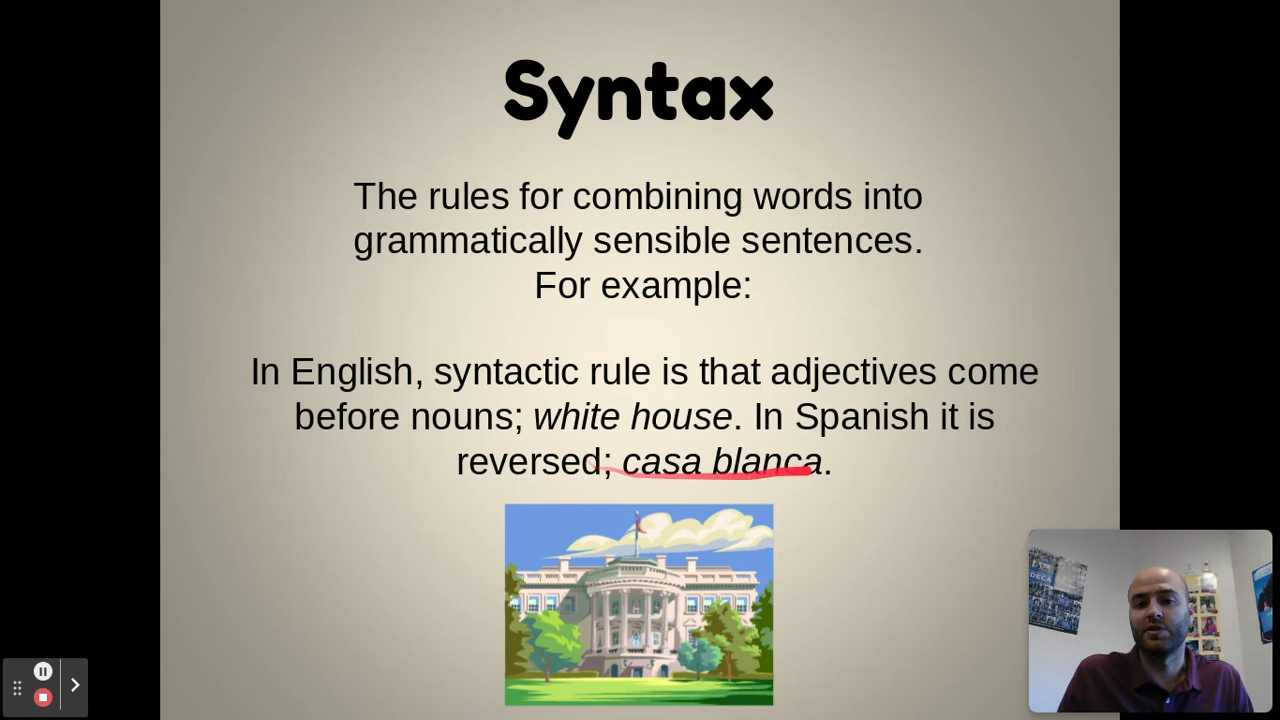 Syntax
The rules for combining words into
grammatically sensible sentences.
For example:
In English, syntactic rule is that adjectives come
before nouns; white house. In Spanish it is
reversed; casa blanca.
DECA